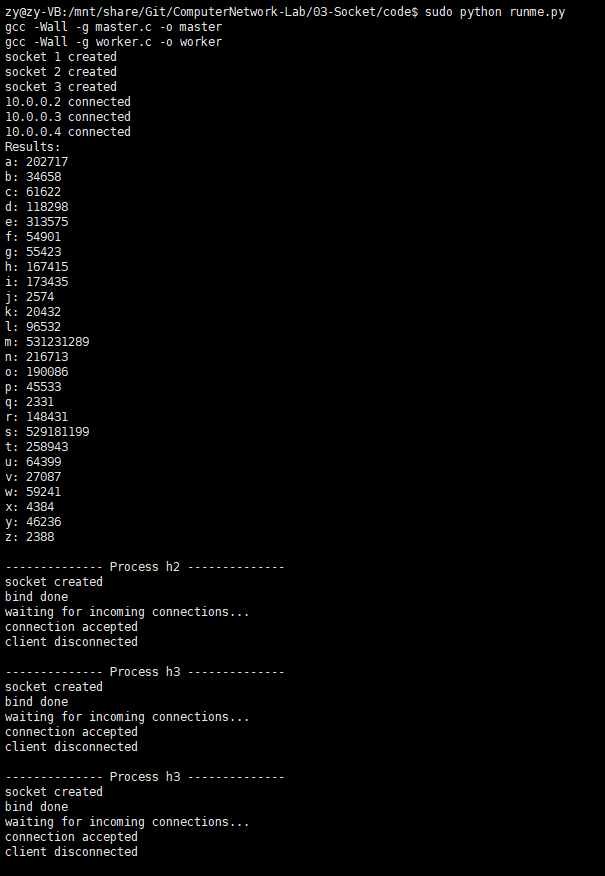 zy@zy-VB:/mnt/share/Git/ComputerNetwork-Lab/03-Socket/code$ sudo python runme.py
gcc -Wall -g master.c -o master
gcc -Wall -g worker.c -o worker
socket 1 created
socket 2 created
socket 3 created
10.0.0.2 connected
10.0.0.3 connected
10.0.0.4 connected
Results:
a: 202717
b: 34658
c: 61622
d: 118298
e: 313575
f: 54901
g: 55423
h: 167415
i: 173435
j: 2574
k: 20432
l: 96532
m: 531231289
n: 216713
o: 190086
p: 45533
q: 2331
r: 148431
s: 529181199
t: 258943
u: 64399
v: 27087
w: 59241
x: 4384
y: 46236
z: 2388
-------------- Process h2 --------------
socket created
bind done
waiting for incoming connections...
connection accepted
client disconnected
-------------- Process h3 --------------
socket created
bind done
waiting for incoming connections...
connection accepted
client disconnected
-------------- Process h3 --------------
socket created
bind done
waiting for incoming connections...
connection accepted
client disconnected